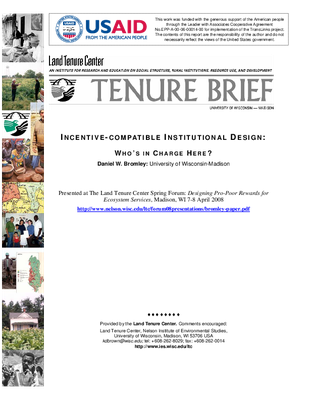 USAID
FROM THE AMERICAN PEOPLE
This work was funded with the generous support of the American people
through the Leader with Associates Cooperative Agreement
No.EPP-A-00-06-00014-00 for implementation of the TransLinks project.
The contents of this report are the responsibility of the author and do not
necessarily reflect the views of the United States government.
Land Tenure Center
AN INSTITUTE FOR RESEARCH AND EDUCATION ON SOCIAL STRUCTURE, RURAL INSTITUTIONS, RESOURCE USE, AND DEVELOPMENT
TENURE BRIEF
INCENTIVE-COMPATIBLE INSTITUTIONAL DESIGN:
WHO'S IN CHARGE HERE?
Daniel W. Bromley: University of Wisconsin-Madison
Presented at The Land Tenure Center Spring Forum: Designing Pro-Poor Rewards for
Ecosystem Services, Madison, WI 7-8 April 2008
http://www.nelson.wisc.edu/ltc/forum08presentations/bromley-paper.pdf
Provided by the Land Tenure Center. Comments encouraged:
Land Tenure Center, Nelson Institute of Environmental Studies,
University of Wisconsin, Madison, WI 53706 USA
kdbrown@wisc.edu; tel: +608-262-8029; fax: +608-262-0014
http://www.ies.wisc.edu/ltc